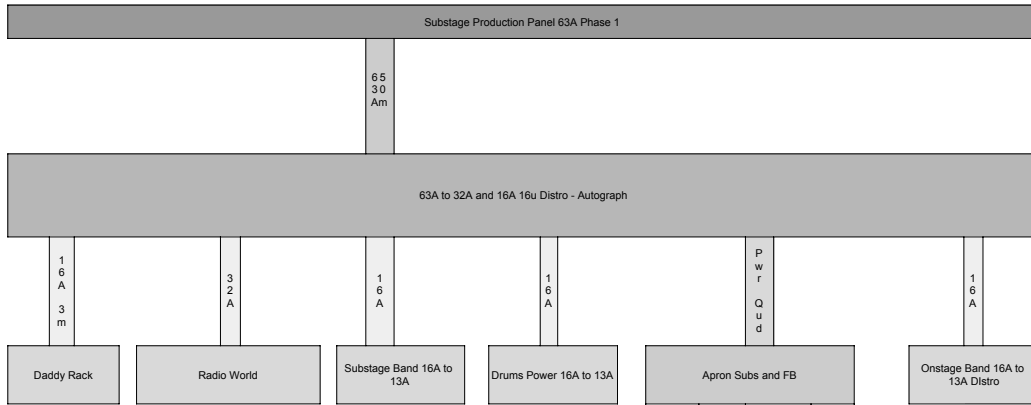 Substage Production Panel 63A Phase 1
6 5
3 0
Am
63A to 32A and 16A 16u Distro - Autograph
1
6
A
3
m
3
2
A
1
6
A
1
6
A
P
w
r
Q
u
d
1
6
A
Daddy Rack
Radio World
Substage Band 16A to
13A
Drums Power 16A to 13A
Apron Subs and FB
Onstage Band 16A to
13A DIstro